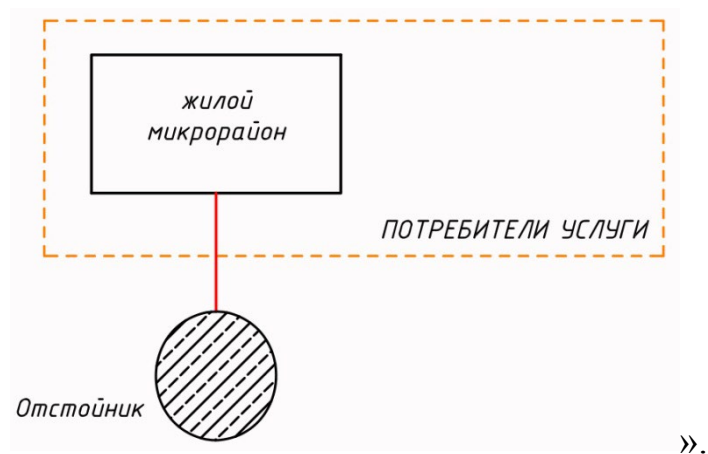 жилой
микрорайон
ПОТРЕБИТЕЛИ УСЛУГИ
Отстойник
».